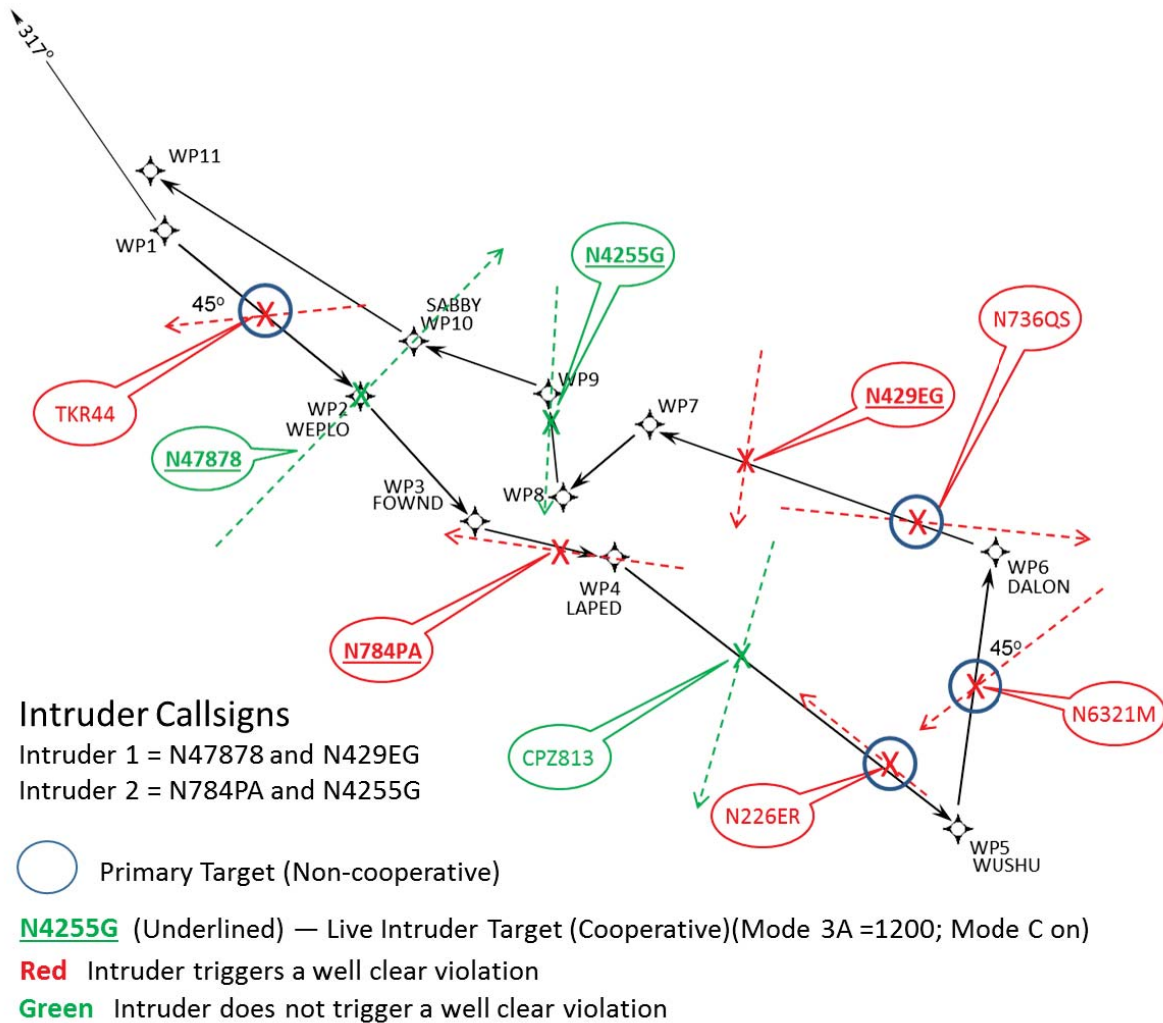 317°
WP11
WP1
45°
TKR44
SABBY
WP10
N4255G
WP2
WEPLO
N47878
WP9
WP7
N429EG
N736QS
WP3
FOWND
WP8
WP4
LAPED
WP6
DALON
N784PA
45°
N6321M
CPZ813
N226ER
WP5
WUSHU
Intruder Callsigns
Intruder 1 = N47878 and N429EG
Intruder 2 = N784PA and N4255G
Primary Target (Non-cooperative)
N4255G (Underlined) — Live Intruder Target (Cooperative)(Mode 3A =1200; Mode C on)
Red Intruder triggers a well clear violation
Green Intruder does not trigger a well clear violation